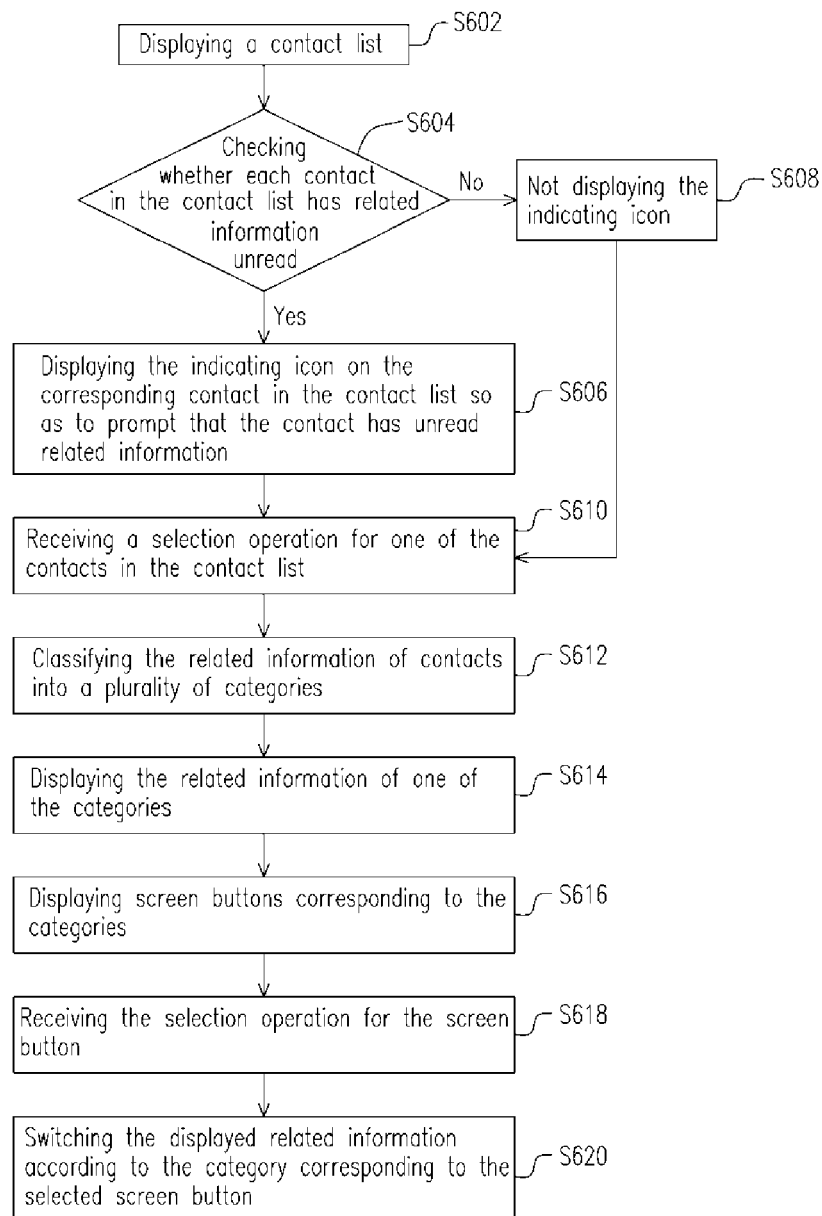 Displaying a contact list
S602
Checking
whether each contact
in the contact list has related
information
unread
S604
No
Not displaying the
indicating icon
S608
Yes
Displaying the indicating icon on the
corresponding contact in the contact list so
as to prompt that the contact has unread
related information
S606
Receiving a selection operation for one of the
contacts in the contact list
S610
Classifying the related information of contacts
into a plurality of categories
S612
Displaying the related information of one of
the categories
S614
Displaying screen buttons corresponding to the
categories
S616
Receiving the selection operation for the screen
button
S618
Switching the displayed related information
according to the category corresponding to the
selected screen button
S620